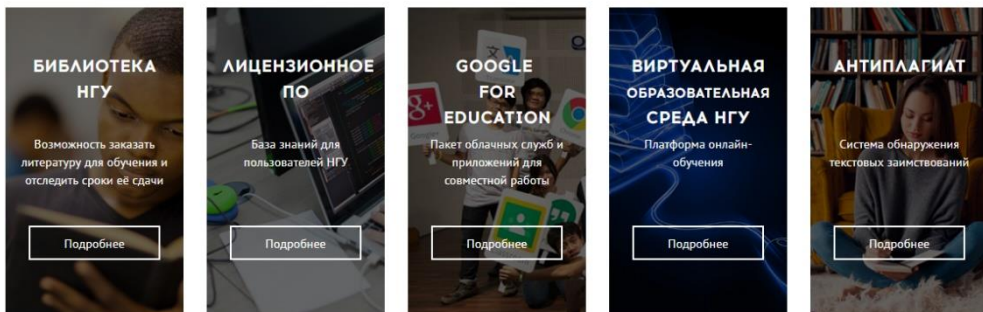 БИБЛИОТЕКА
НГУ
Возможность заказать
литературу для обучения и
отследить сроки её сдачи
Подробнее
ЛИЦЕНЗИОННОЕ
ПО
База знаний для
пользователей НГУ
Подробнее
GOOGLE
FOR
EDUCATION
Пакет облачных служб и
приложений для
совместной работы
Подробнее
ВИРТУАЛЬНАЯ
ОБРАЗОВАТЕЛЬНАЯ
СРЕДА НГУ
Платформа онлайн-
обучения
Подробнее
АНТИПЛАГИАТ
Система обнаружения
текстовых заимствований
Подробнее